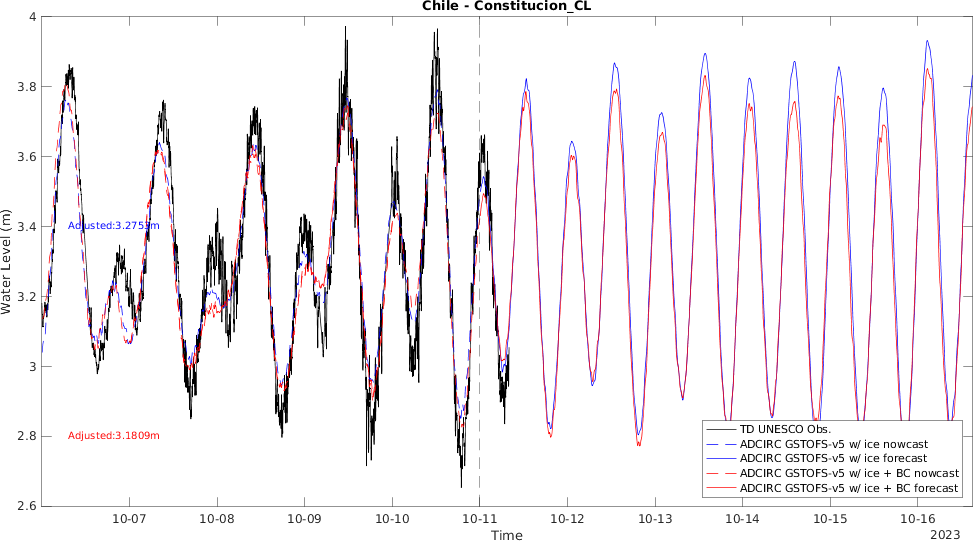 Chile - Constitucion_CL
4
3.8
3.6
3.4
3.2
3
2.8
2.6
Water Level (m)
Adjusted:3.2753m
Adjusted:3.1809m
TD UNESCO Obs.
ADCIRC GSTOFS-v5 w/ ice nowcast
ADCIRC GSTOFS-v5 w/ ice forecast
ADCIRC GSTOFS-v5 w/ ice + BC nowcast
ADCIRC GSTOFS-v5 w/ ice + BC forecast
10-07 10-08 10-09 10-10 10-11 10-12 10-13 10-14 10-15 10-16
Time
2023